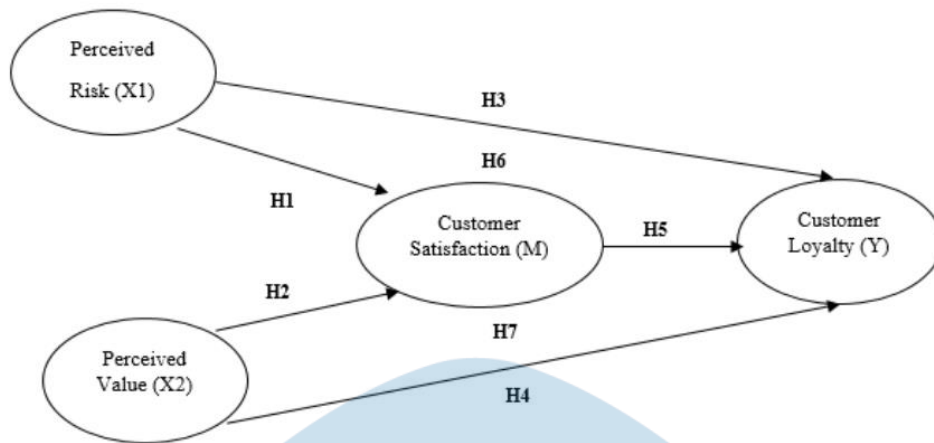 Perceived
Risk (X1)
H3
H6
H1
Customer
Satisfaction (M)
H5
Customer
Loyalty (Y)
H2
H7
Perceived
Value (X2)
H4